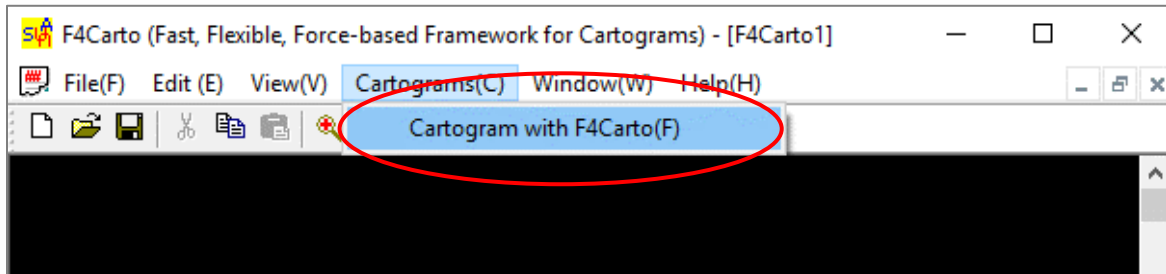 F4Carto (Fast, Flexible, Force-based Framework for Cartograms) - [F4Carto1]
File(F) Edit (E) View(V) Cartograms(C) Window(W) Help(H)
Cartogram with F4Carto(F)